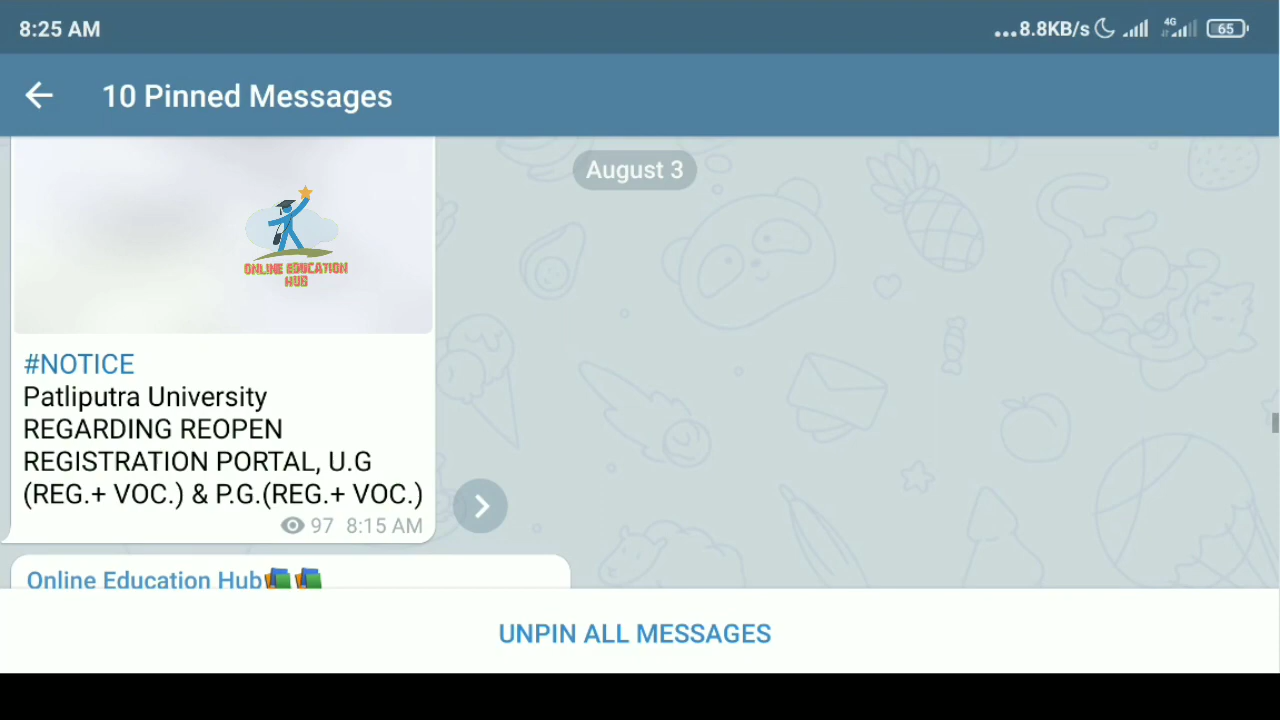 8:25 AM
...8.8KB/s 4G 65
10 Pinned Messages
August 3
ONLINE EDUCATION
HUB
#NOTICE
Patliputra University
REGARDING REOPEN
REGISTRATION PORTAL, U.G
(REG.+ VOC.) & P.G.(REG.+ VOC.)
97 8:15 AM
Online Education Hub
UNPIN ALL MESSAGES